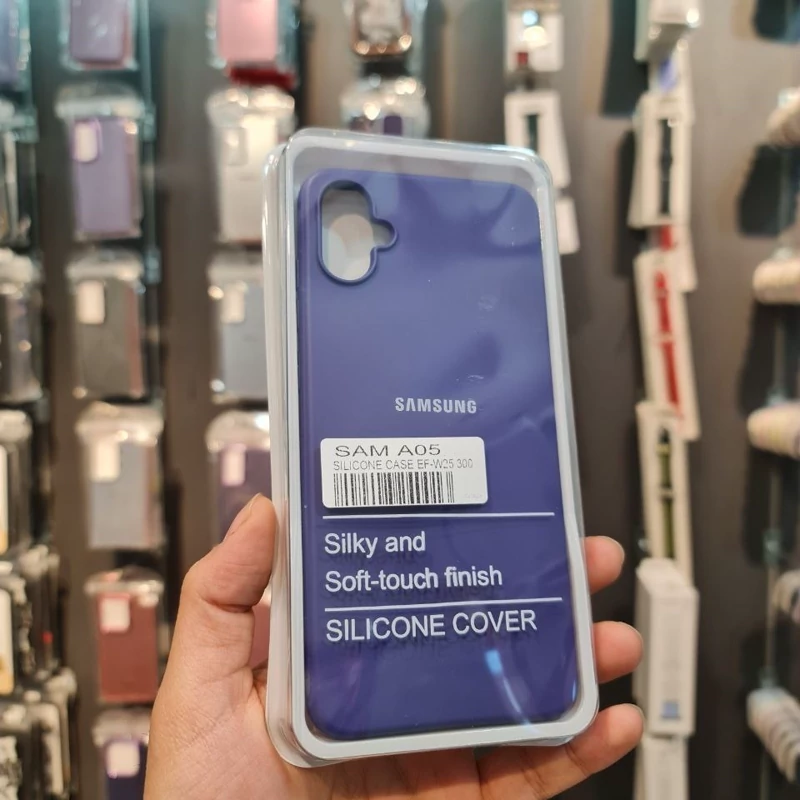 SAMSUNG
SAM A05
SILICONE CASE EF-W25 300
Silky and
Soft-touch finish
SILICONE COVER